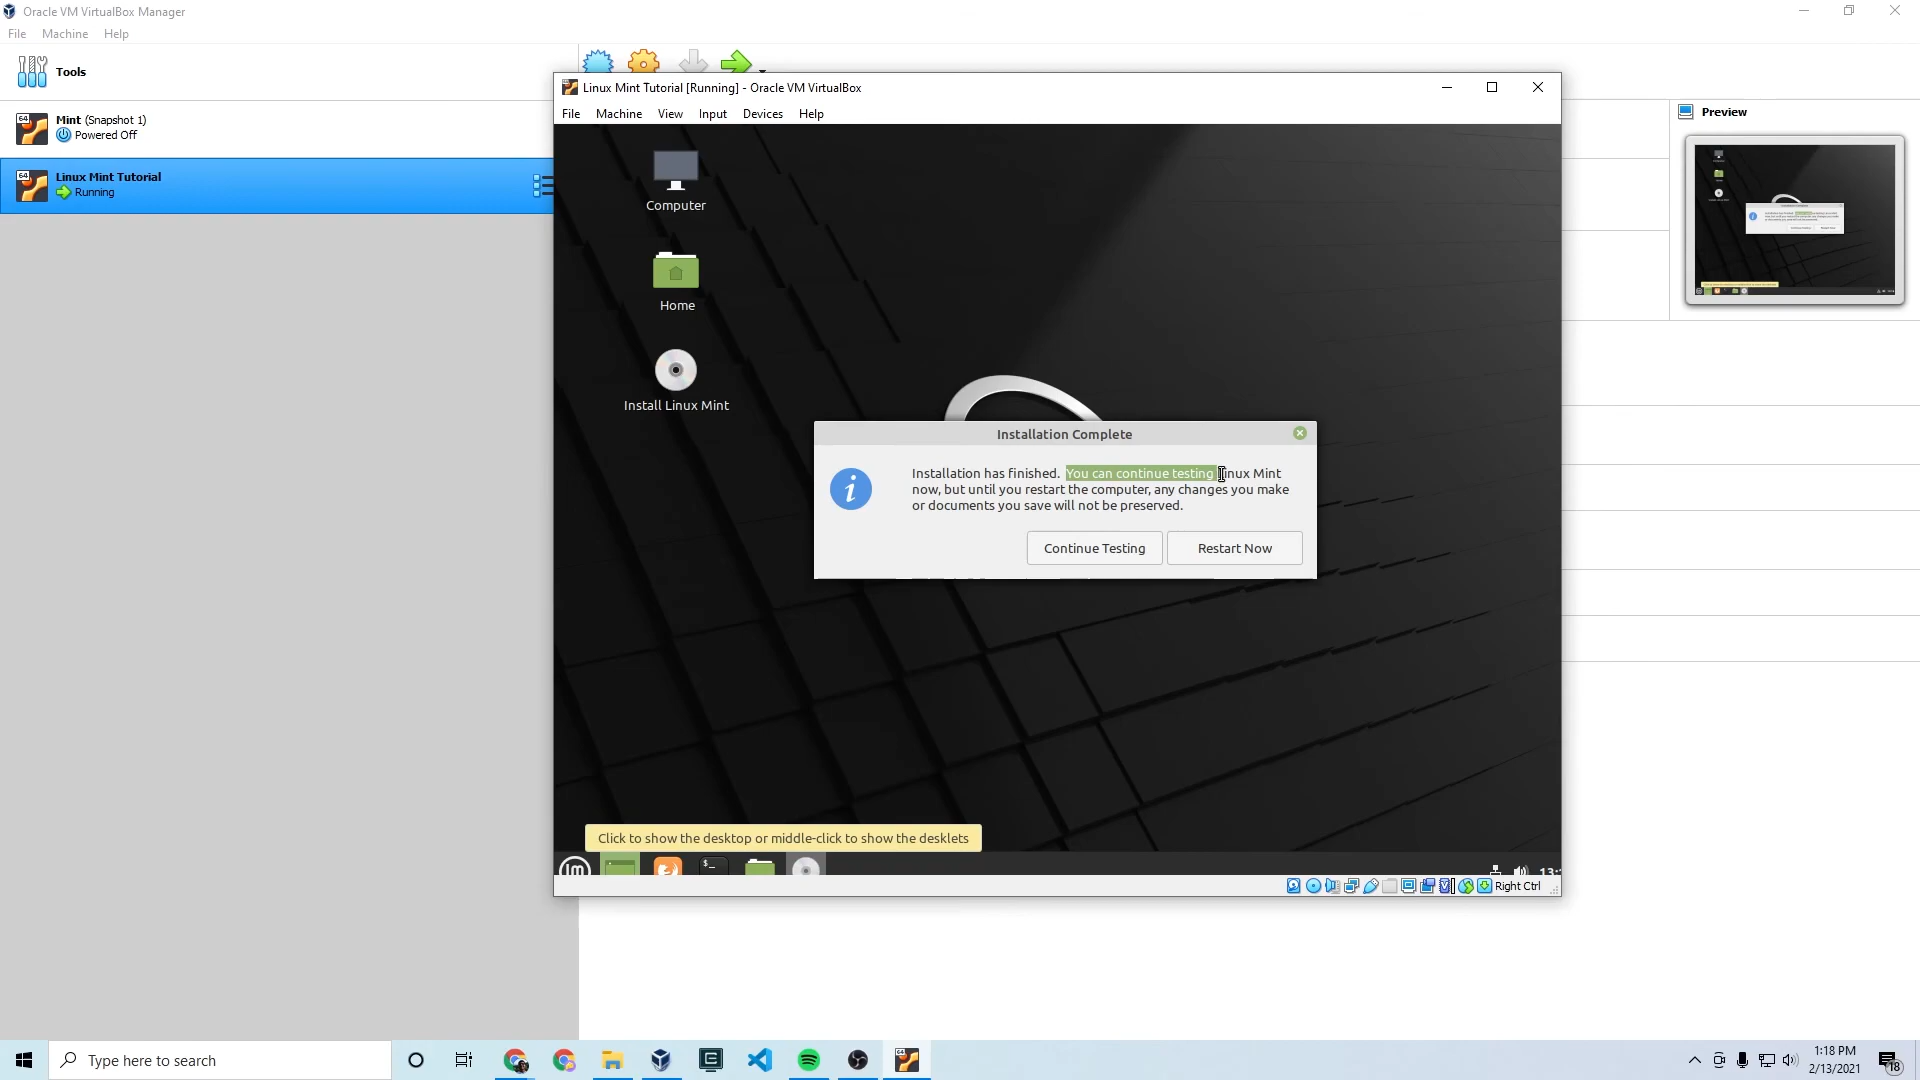 Oracle VM VirtualBox Manager
File Machine Help
Tools
Mint (Snapshot 1)
Powered Off
Linux Mint Tutorial
Running
Linux Mint Tutorial [Running] - Oracle VM VirtualBox
File Machine View Input Devices Help
Computer
Home
Install Linux Mint
Installation Complete
Installation has finished. You can continue testing Linux Mint
now, but until you restart the computer, any changes you make
or documents you save will not be preserved.
Continue Testing
Restart Now
Click to show the desktop or middle-click to show the desklets
Right Ctrl
Preview
Type here to search
1:18 PM
2/13/2021
18